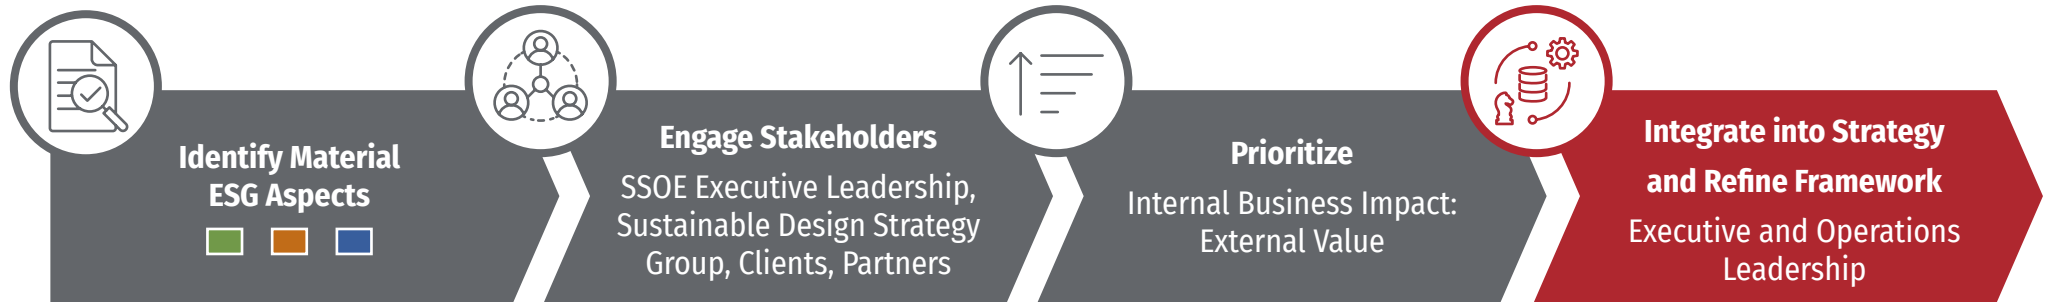 Identify Material
ESG Aspects
Engage Stakeholders
SSOE Executive Leadership,
Sustainable Design Strategy
Group, Clients, Partners
Prioritize
Internal Business Impact:
External Value
Integrate into Strategy
and Refine Framework
Executive and Operations
Leadership